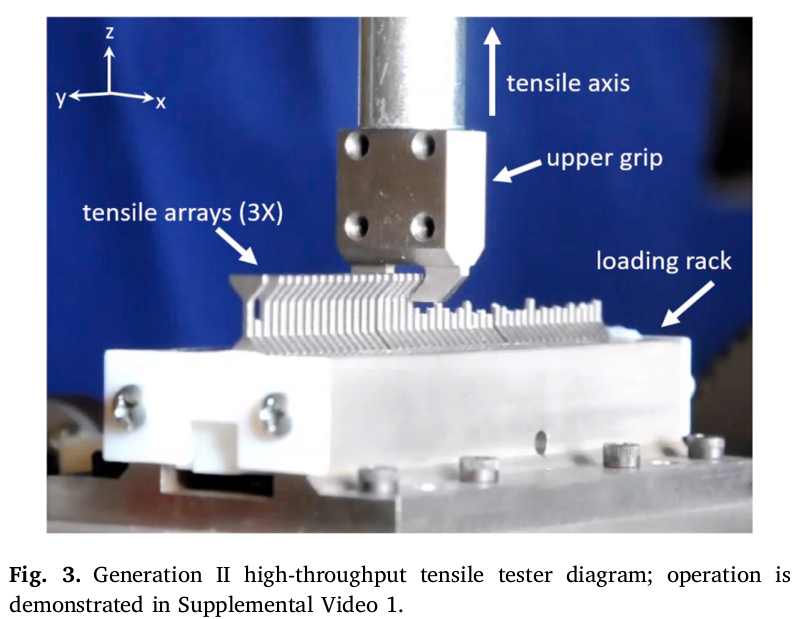 z
tensile axis
y
x
upper grip
tensile arrays (3X)
loading rack
Fig. 3. Generation II high-throughput tensile tester diagram; operation is
demonstrated in Supplemental Video 1.